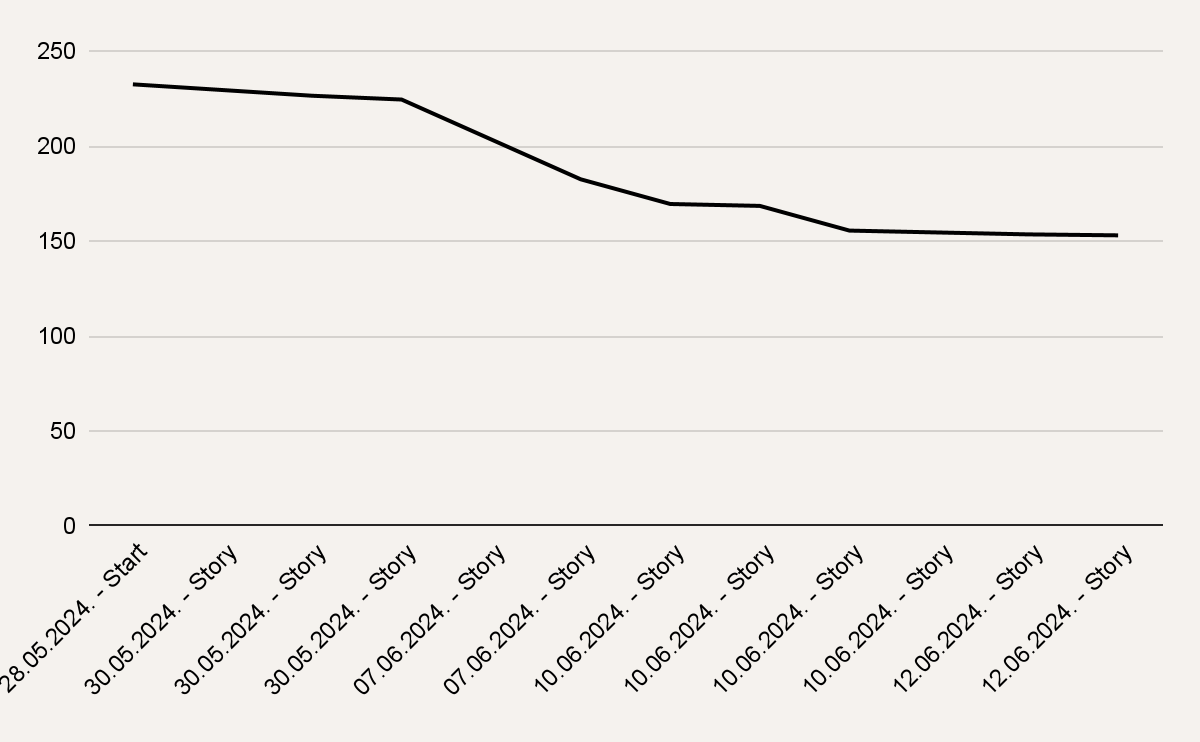 250
200
150
100
50
0
28.05.2024. - Start
30.05.2024. - Story
30.05.2024. - Story
30.05.2024. - Story
07.06.2024. - Story
07.06.2024. - Story
10.06.2024. - Story
10.06.2024. - Story
10.06.2024. - Story
10.06.2024. - Story
12.06.2024. - Story
12.06.2024. - Story